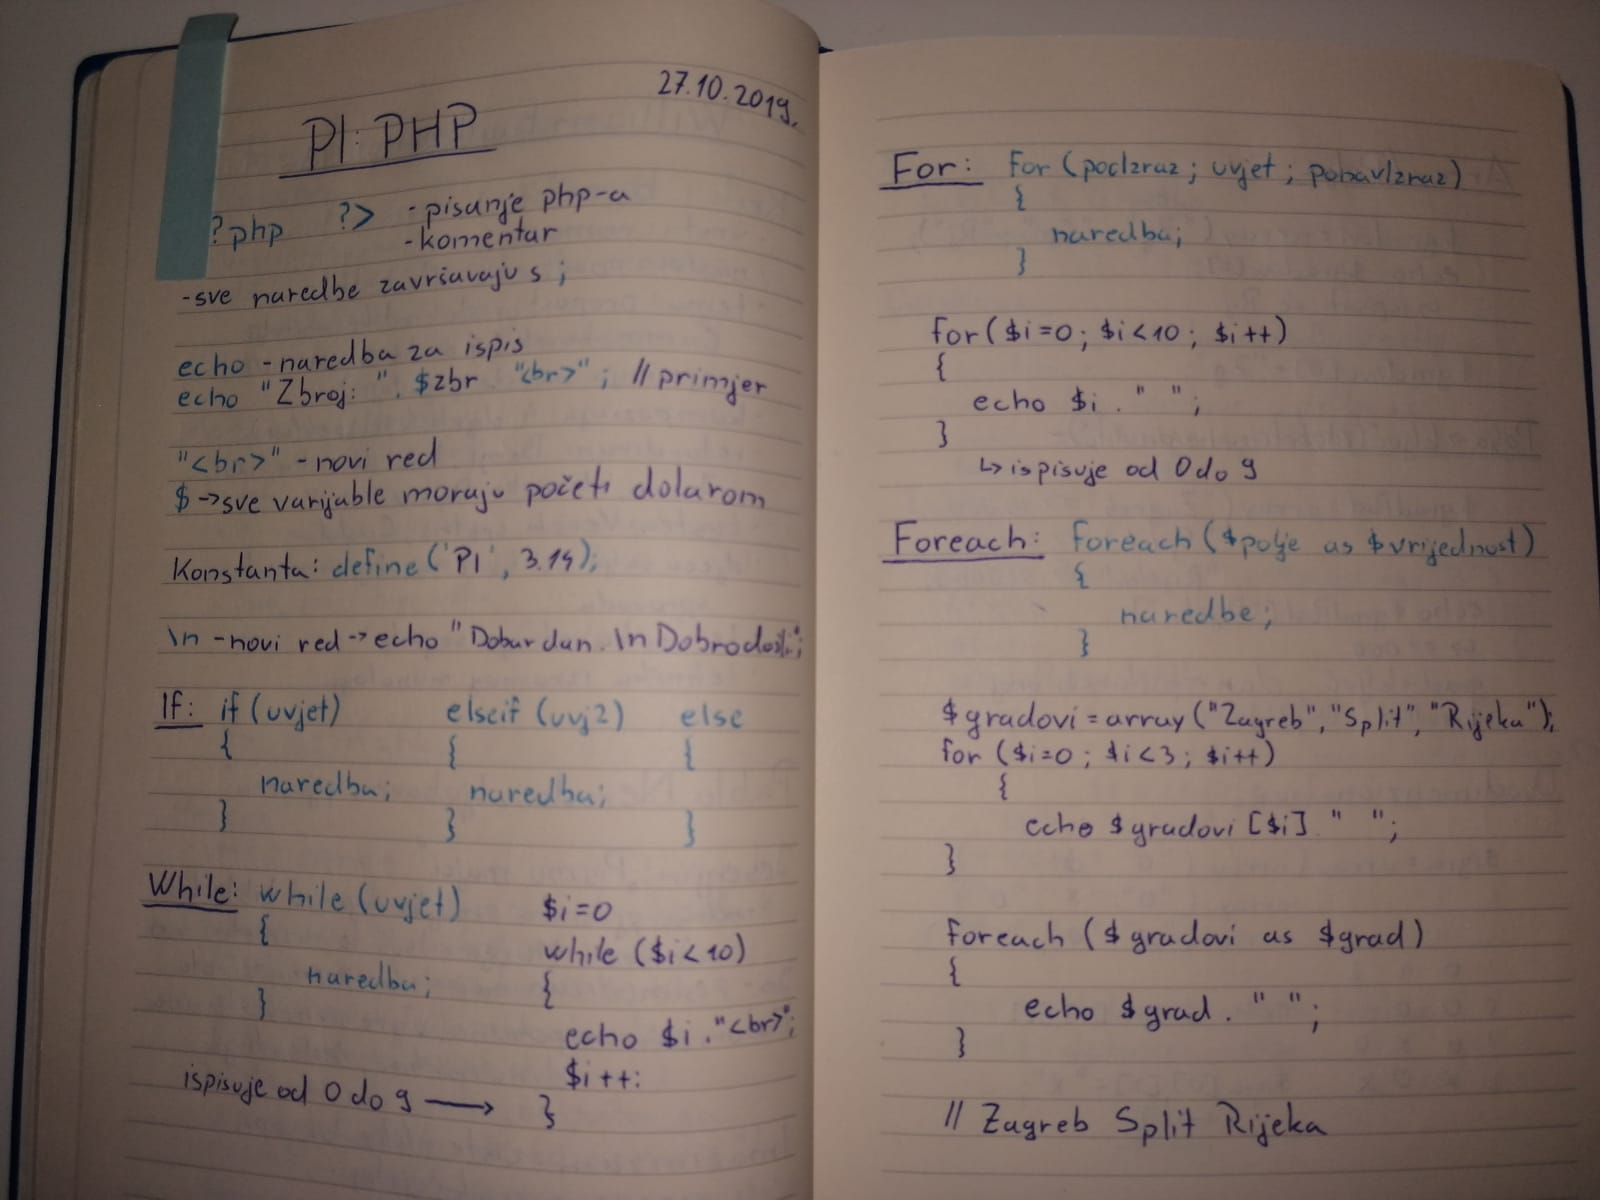 27.10.2019.
PI: PHP
?php ?> - pisanje php-a
- komentar
- sve naredbe završavaju s ;
echo - naredba za ispis
echo "Zbroj: ". $zbr "<br>"; // primjer
"<br>" - novi red
$ -> sve varijable moraju početi dolarom
Konstanta: define ('PI', 3.14);
\n - novi red -> echo "Dobar dan. \n Dobrodošli";
If: if (uvjet) elseif (uvj2) else
{ { {
naredba; naredba;
} } }
While: while (uvjet) $i=0
{ while ($i<10)
naredba; {
} echo $i."<br>";
$i++;
ispisuje od 0 do 9 → }
For: for (poclzraz; uvjet; ponavlzraz)
{
naredba;
}
for ($i=0; $i<10; $i++)
{
echo $i . " ";
}
↳ ispisuje od 0 do 9
Foreach: foreach ($polje as $vrijednost)
{
naredbe;
}
$gradovi = array ("Zagreb", "Split", "Rijeka");
for ($i=0; $i<3; $i++)
{
echo $gradovi [$i] " ";
}
foreach ($gradovi as $grad)
{
echo $grad . " ";
}
// Zagreb Split Rijeka